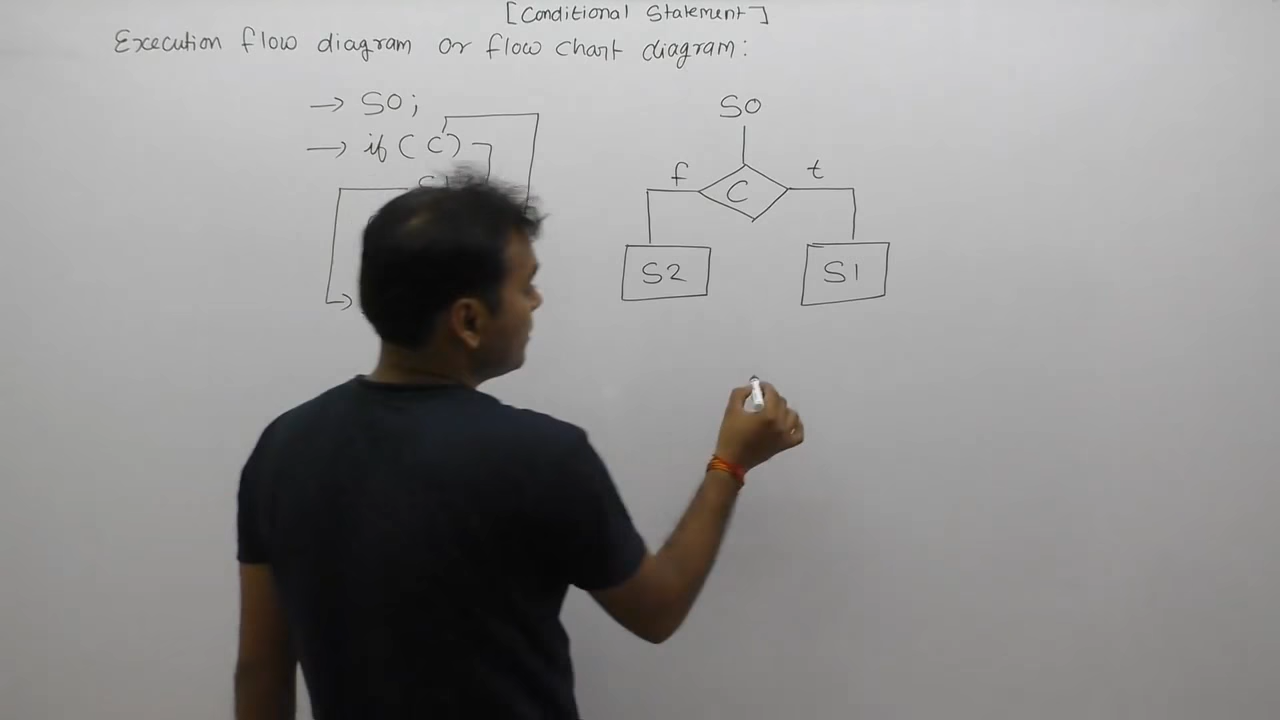 [Conditional Statement]
Execution flow diagram or flow chart diagram:
→ S0;
→ if (C)
S0
f
C
t
S2
S1